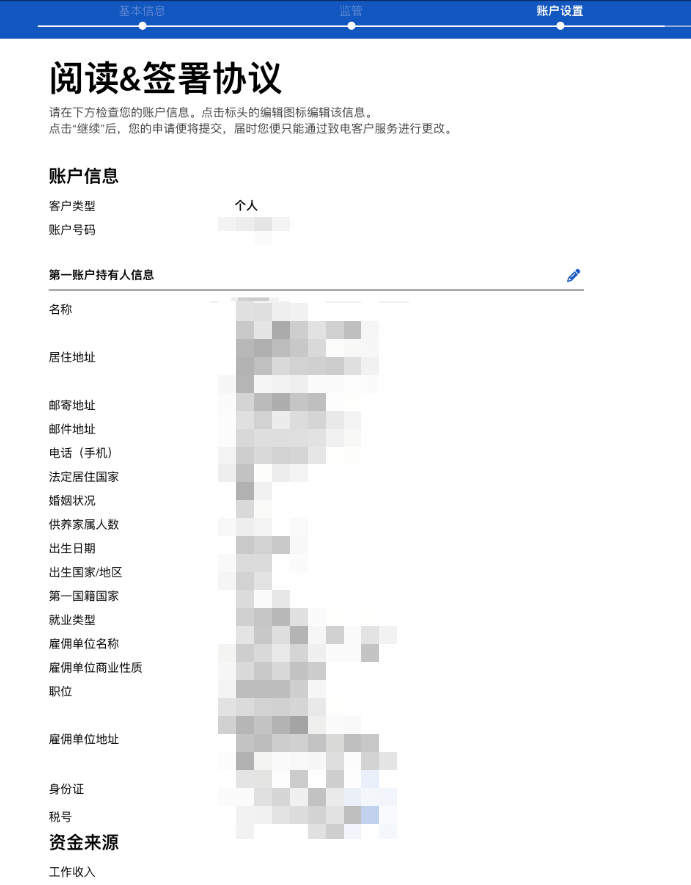 基本信息
监管
账户设置
阅读&签署协议
请在下方检查您的账户信息。点击标头的编辑图标编辑该信息。
点击“继续”后，您的申请便将提交，届时您便只能通过致电客户服务进行更改。
账户信息
客户类型 个人
账户号码
第一账户持有人信息
名称
居住地址
邮寄地址
邮件地址
电话（手机）
法定居住国家
婚姻状况
供养家属人数
出生日期
出生国家/地区
第一国籍国家
就业类型
雇佣单位名称
雇佣单位商业性质
职位
雇佣单位地址
身份证
税号
资金来源
工作收入